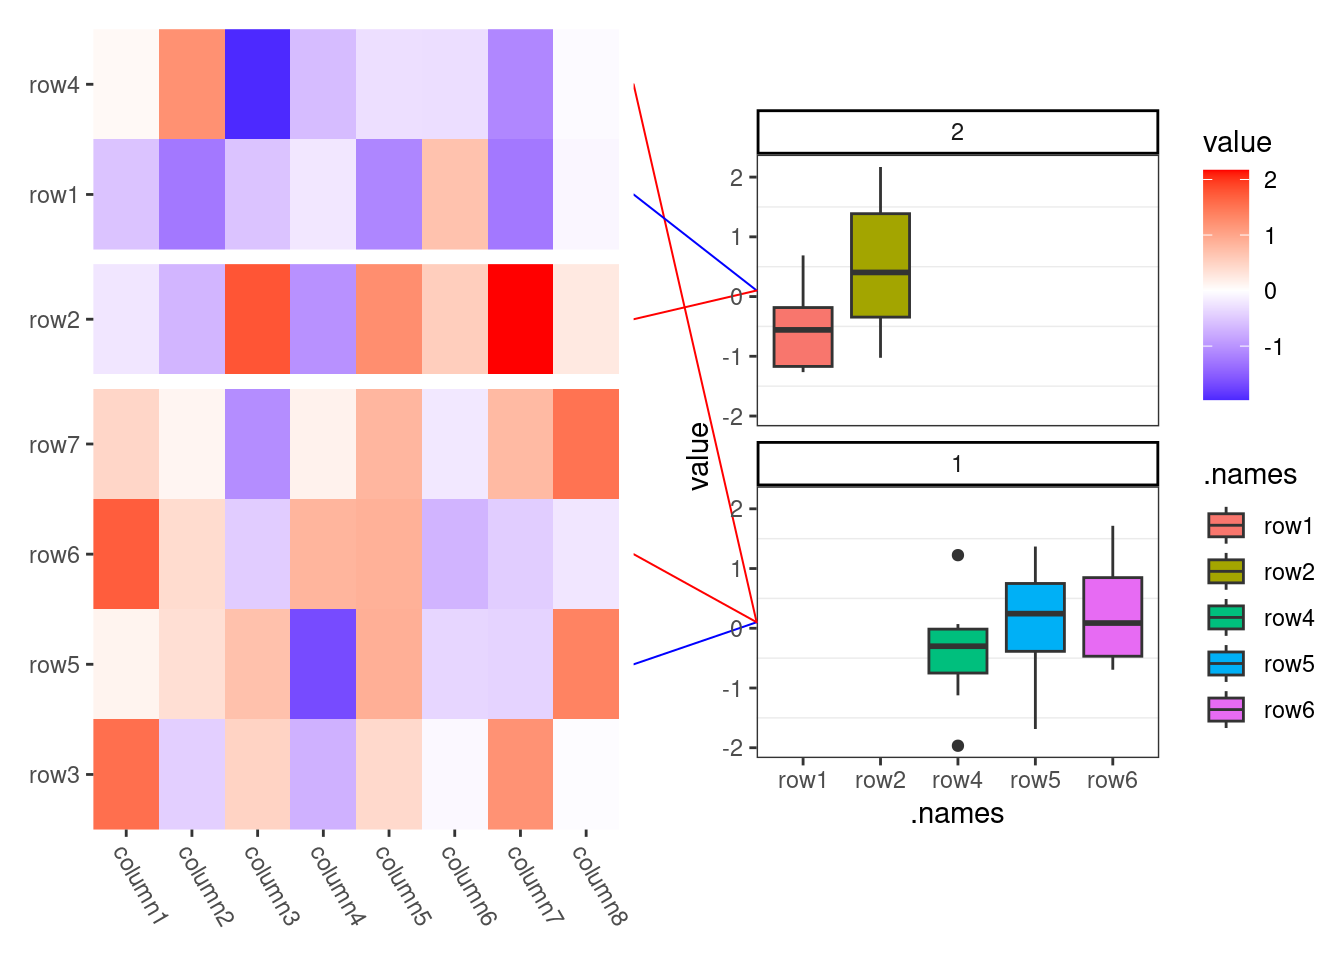 row4
row1
row2
row7
row6
row5
row3
column1
column2
column3
column4
column5
column6
column7
column8
value
2
2
1
0
-1
-2
1
2
1
0
-1
-2
row1 row2 row4 row5 row6
.names
value
2
1
0
-1
.names
row1
row2
row4
row5
row6